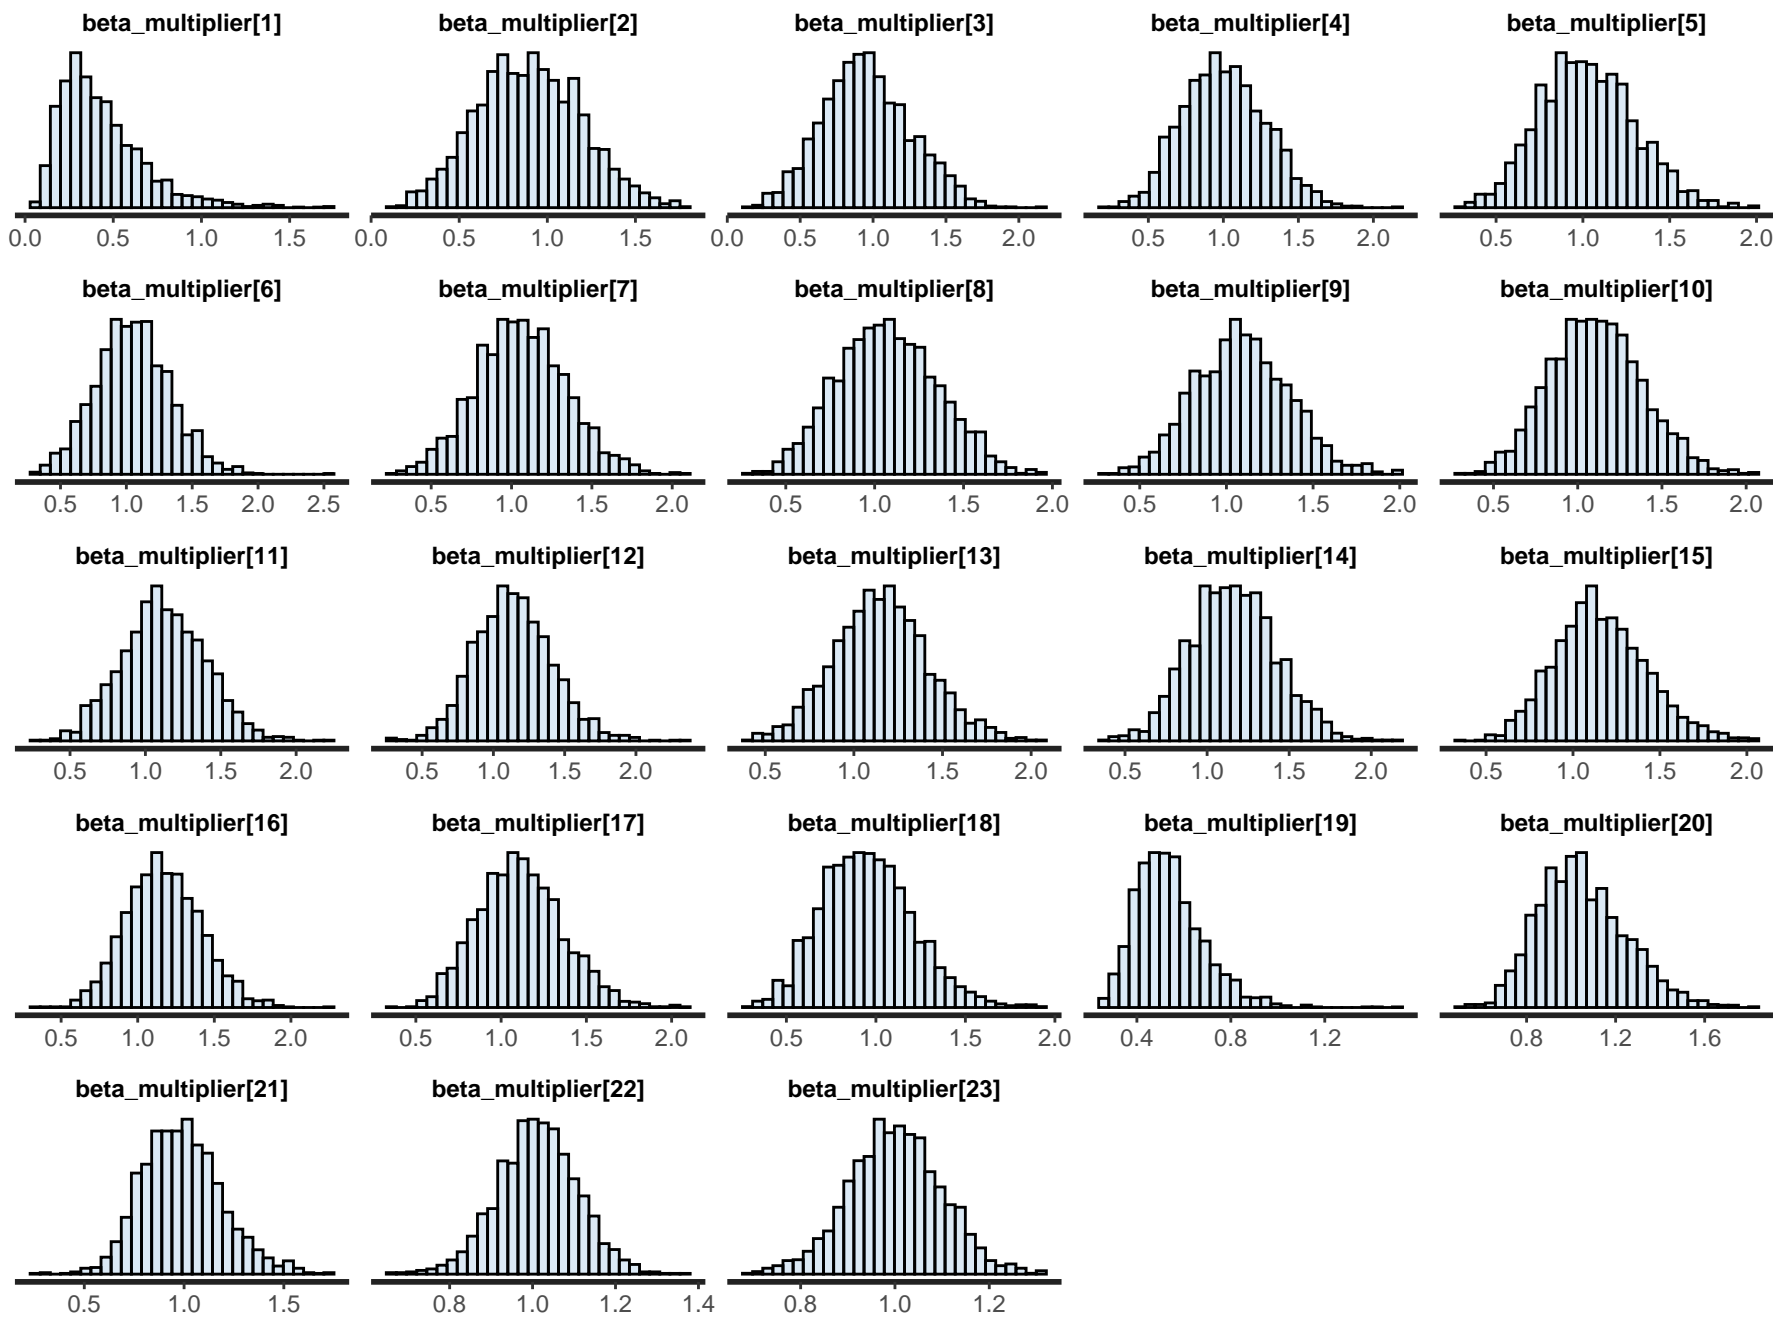 beta_multiplier[1] beta_multiplier[2] beta_multiplier[3] beta_multiplier[4] beta_multiplier[5]
0.0 0.5 1.0 1.5 0.0 0.5 1.0 1.5 0.0 0.5 1.0 1.5 2.0 0.5 1.0 1.5 2.0 0.5 1.0 1.5 2.0
beta_multiplier[6] beta_multiplier[7] beta_multiplier[8] beta_multiplier[9] beta_multiplier[10]
0.5 1.0 1.5 2.0 2.5 0.5 1.0 1.5 2.0 0.5 1.0 1.5 2.0 0.5 1.0 1.5 2.0 0.5 1.0 1.5 2.0
beta_multiplier[11] beta_multiplier[12] beta_multiplier[13] beta_multiplier[14] beta_multiplier[15]
0.5 1.0 1.5 2.0 0.5 1.0 1.5 2.0 0.5 1.0 1.5 2.0 0.5 1.0 1.5 2.0 0.5 1.0 1.5 2.0
beta_multiplier[16] beta_multiplier[17] beta_multiplier[18] beta_multiplier[19] beta_multiplier[20]
0.5 1.0 1.5 2.0 0.5 1.0 1.5 2.0 0.5 1.0 1.5 2.0 0.4 0.8 1.2 0.8 1.2 1.6
beta_multiplier[21] beta_multiplier[22] beta_multiplier[23]
0.5 1.0 1.5 0.8 1.0 1.2 1.4 0.8 1.0 1.2